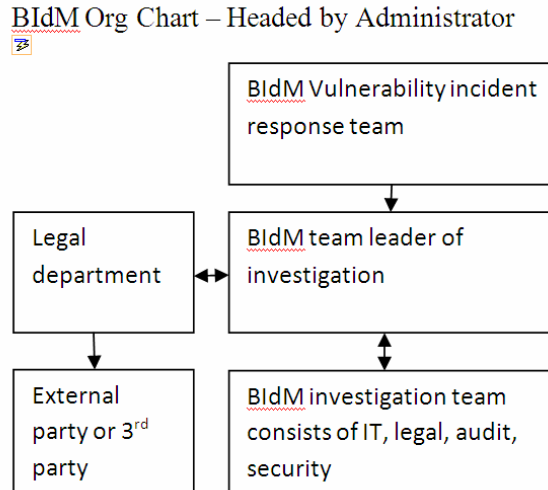 BIdM Org Chart – Headed by Administrator
BIdM Vulnerability incident
response team
Legal
department
BIdM team leader of
investigation
External
party or 3rd
party
BIdM investigation team
consists of IT, legal, audit,
security